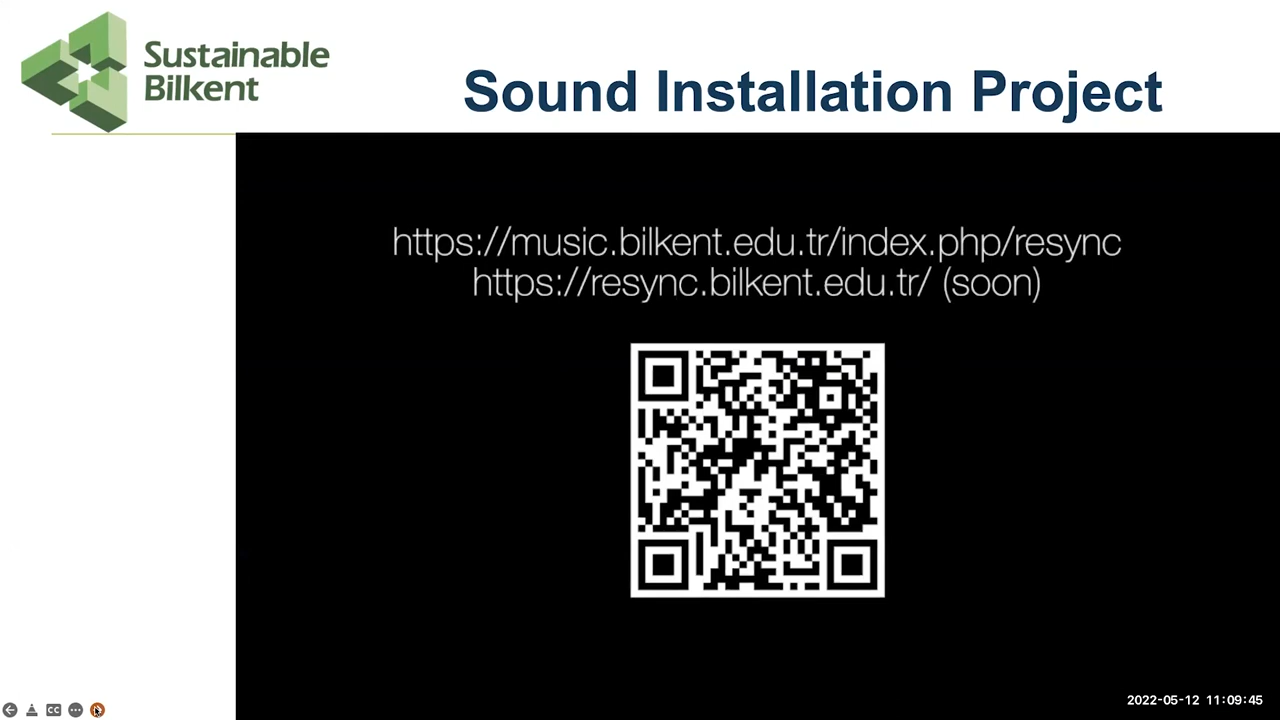 Sustainable
Bilkent
Sound Installation Project
https://music.bilkent.edu.tr/index.php/resync
https://resync.bilkent.edu.tr/ (soon)
CC
2022-05-12 11:09:45